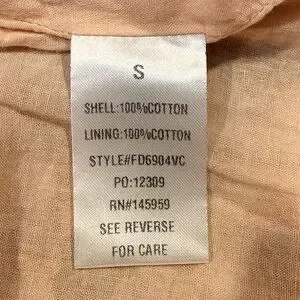 S
SHELL:100%COTTON
LINING:100%COTTON
STYLE#FD6904VC
PO:12309
RN#145959
SEE REVERSE
FOR CARE